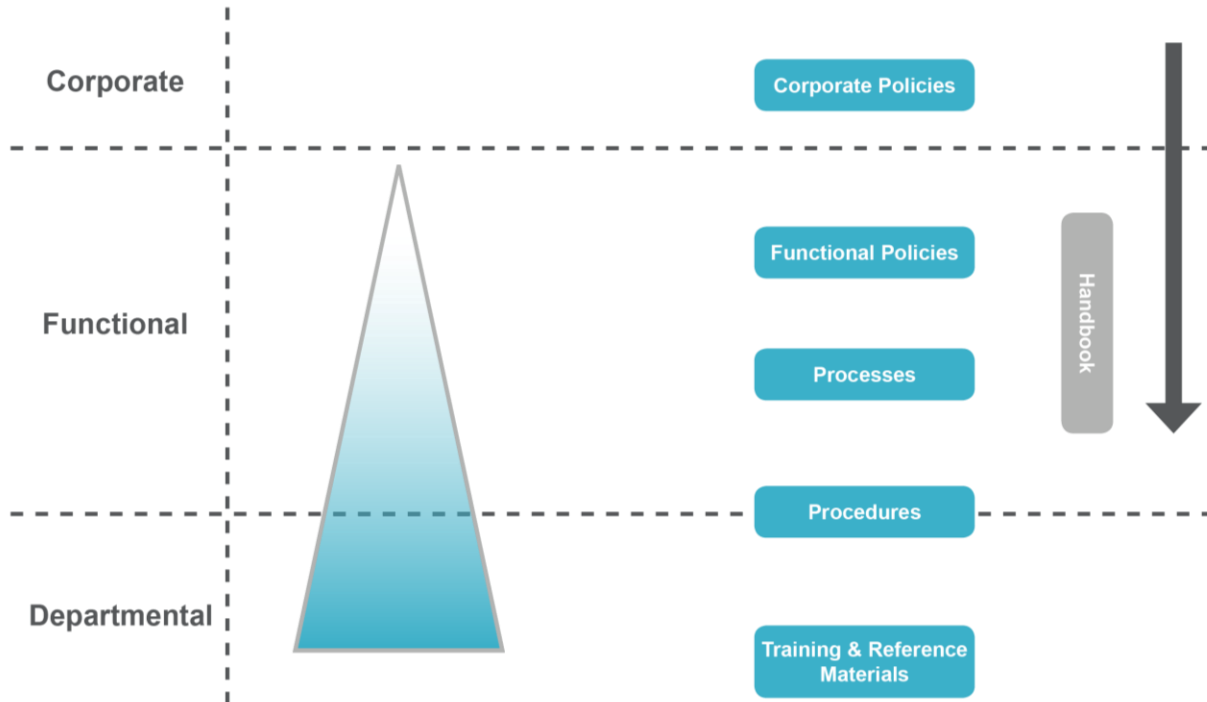 Corporate
Corporate Policies
Functional Policies
Functional
Handbook
Processes
Procedures
Departmental
Training & Reference
Materials